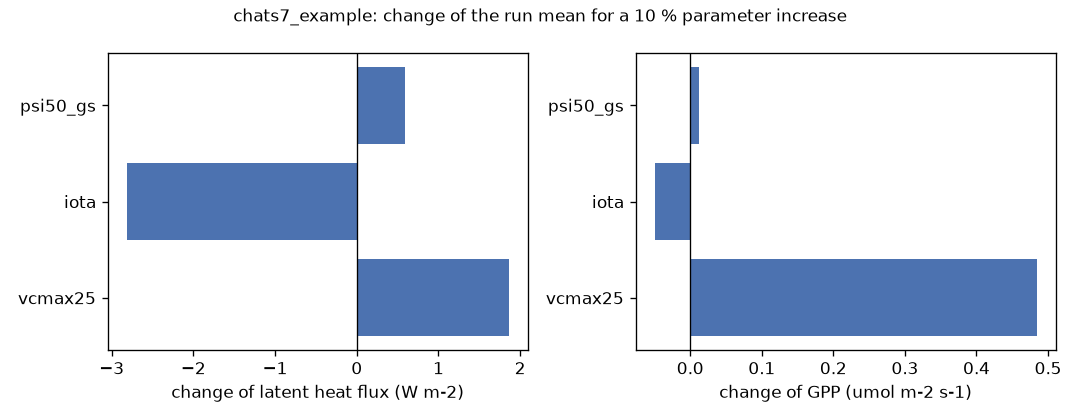 chats7_example: change of the run mean for a 10 % parameter increase
psi50_gs
iota
vcmax25
−3 −2 −1 0 1 2
change of latent heat flux (W m-2)
psi50_gs
iota
vcmax25
0.0 0.1 0.2 0.3 0.4 0.5
change of GPP (umol m-2 s-1)